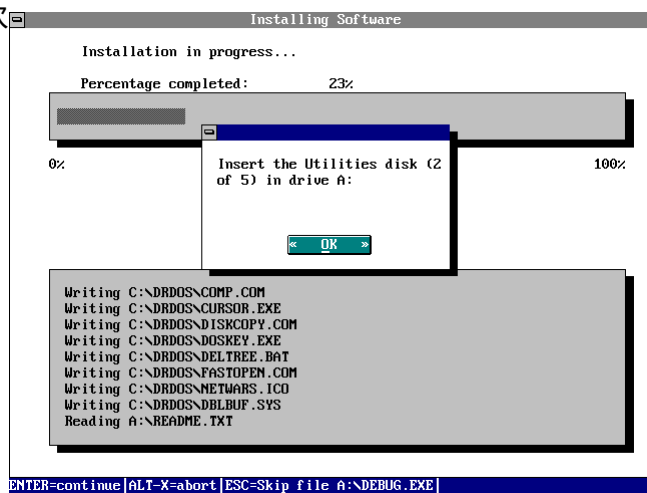 Installing Software
Installation in progress...
Percentage completed: 23%
0% 100%
Insert the Utilities disk (2
of 5) in drive A:
« OK »
Writing C:\DRDOS\COMP.COM
Writing C:\DRDOS\CURSOR.EXE
Writing C:\DRDOS\DISKCOPY.COM
Writing C:\DRDOS\DOSKEY.EXE
Writing C:\DRDOS\DELTREE.BAT
Writing C:\DRDOS\FASTOPEN.COM
Writing C:\DRDOS\NETWARS.ICO
Writing C:\DRDOS\DBLBUF.SYS
Reading A:\README.TXT
ENTER=continue|ALT-X=abort|ESC=Skip file A:\DEBUG.EXE|